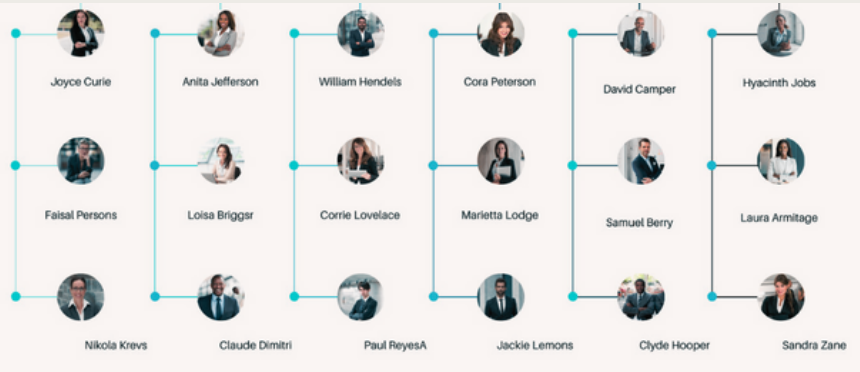 Joyce Curie
Anita Jefferson
William Hendels
Cora Peterson
David Camper
Hyacinth Jobs
Faisal Persons
Loisa Briggsr
Corrie Lovelace
Marietta Lodge
Samuel Berry
Laura Armitage
Nikola Krevs
Claude Dimitri
Paul ReyesA
Jackie Lemons
Clyde Hooper
Sandra Zane